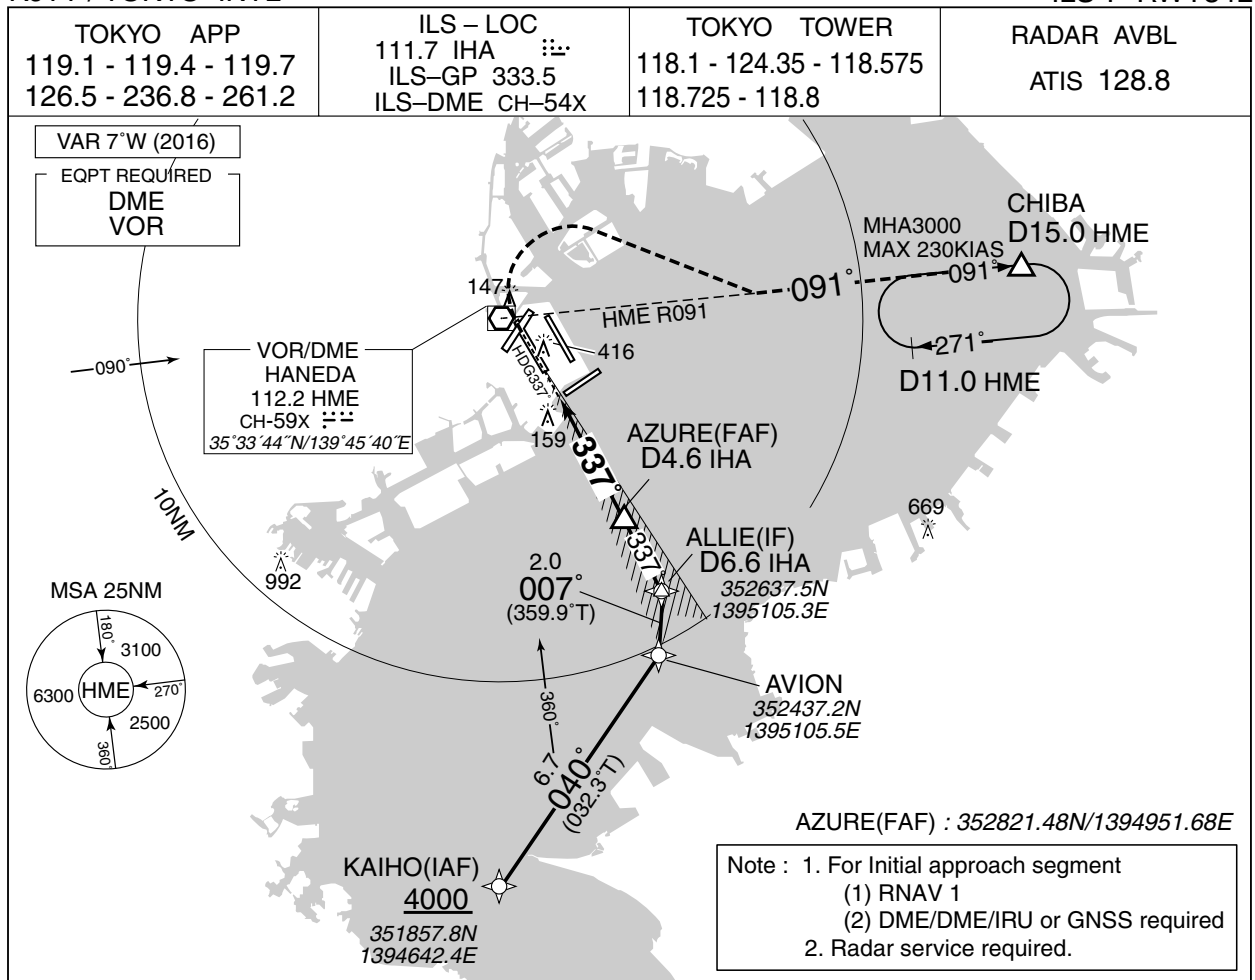 TOKYO APP
119.1 - 119.4 - 119.7
126.5 - 236.8 - 261.2
ILS – LOC
111.7 IHA
ILS–GP 333.5
ILS–DME CH–54X
TOKYO TOWER
118.1 - 124.35 - 118.575
118.725 - 118.8
RADAR AVBL
ATIS 128.8
VAR 7°W (2016)
EQPT REQUIRED
DME
VOR
CHIBA
D15.0 HME
MHA3000
MAX 230KIAS
091°
091°
271°
D11.0 HME
147
HME R091
HDG337°
416
159
090°
VOR/DME
HANEDA
112.2 HME
CH-59X
35°33´44˝N/139°45´40˝E
10NM
AZURE(FAF)
D4.6 IHA
337°
337°
669
992
ALLIE(IF)
D6.6 IHA
352637.5N
1395105.3E
2.0
007°
(359.9°T)
MSA 25NM
180°
3100
6300
HME
270°
2500
360°
AVION
352437.2N
1395105.5E
360°
6.7
040°
(032.3°T)
AZURE(FAF) : 352821.48N/1394951.68E
KAIHO(IAF)
4000
351857.8N
1394642.4E
Note : 1. For Initial approach segment
(1) RNAV 1
(2) DME/DME/IRU or GNSS required
2. Radar service required.